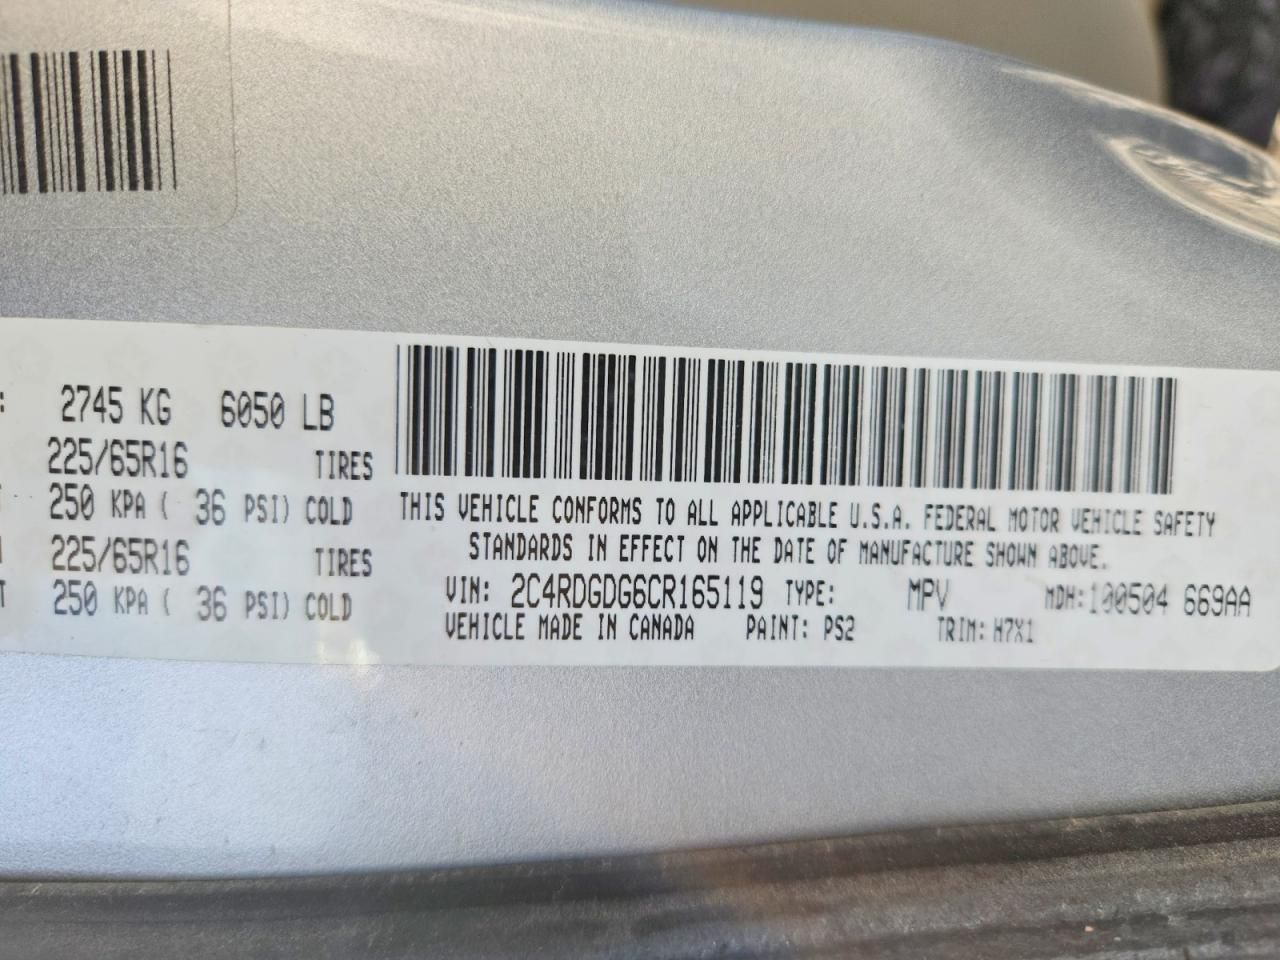 2745 KG 6050 LB
225/65R16 TIRES
250 KPA ( 36 PSI) COLD
225/65R16 TIRES
250 KPA ( 36 PSI) COLD
THIS VEHICLE CONFORMS TO ALL APPLICABLE U.S.A. FEDERAL MOTOR VEHICLE SAFETY
STANDARDS IN EFFECT ON THE DATE OF MANUFACTURE SHOWN ABOVE.
VIN: 2C4RDGDG6CR165119 TYPE: MPV MDH:100504 669AA
VEHICLE MADE IN CANADA PAINT: PS2 TRIM: H7X1